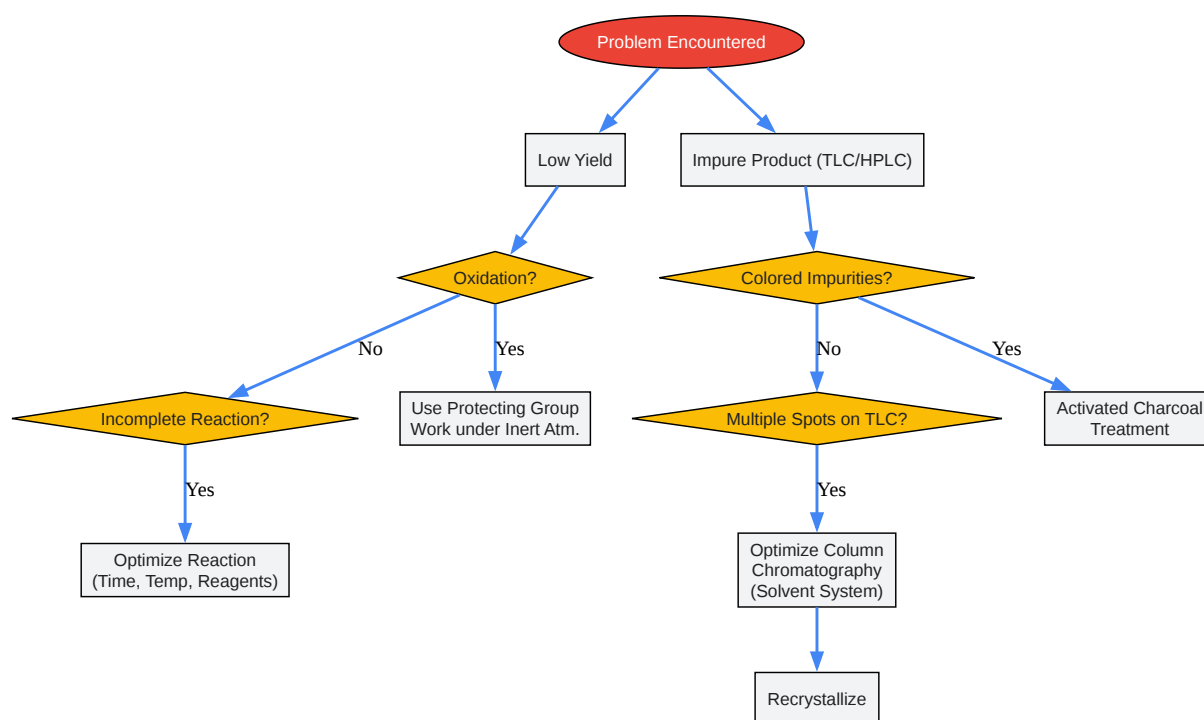 Problem Encountered
Low Yield
Impure Product (TLC/HPLC)
Oxidation?
Colored Impurities?
No
Yes
No
Yes
Incomplete Reaction?
Use Protecting Group
Work under Inert Atm.
Multiple Spots on TLC?
Activated Charcoal
Treatment
Yes
Yes
Optimize Reaction
(Time, Temp, Reagents)
Optimize Column
Chromatography
(Solvent System)
Recrystallize